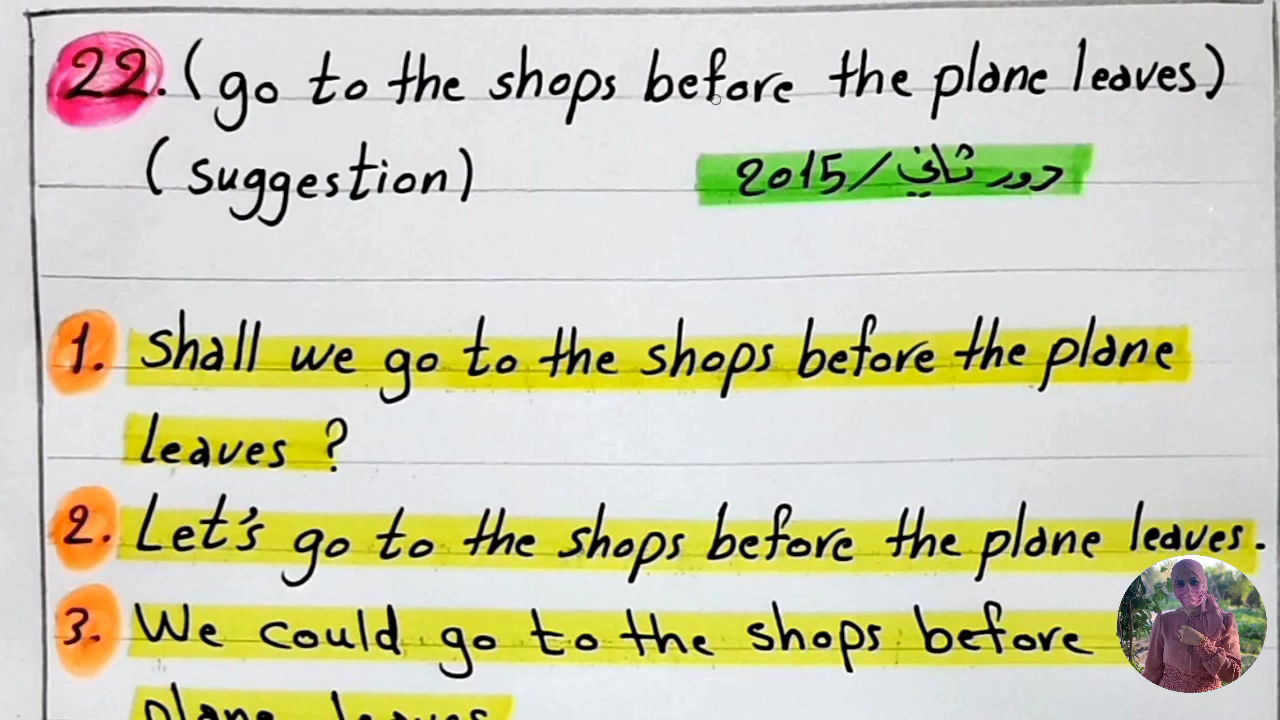 22. (go to the shops before the plane leaves)
(suggestion) 2015/دور ثاني
1. Shall we go to the shops before the plane
leaves ?
2. Let's go to the shops before the plane leaves.
3. We could go to the shops before
plane leaves